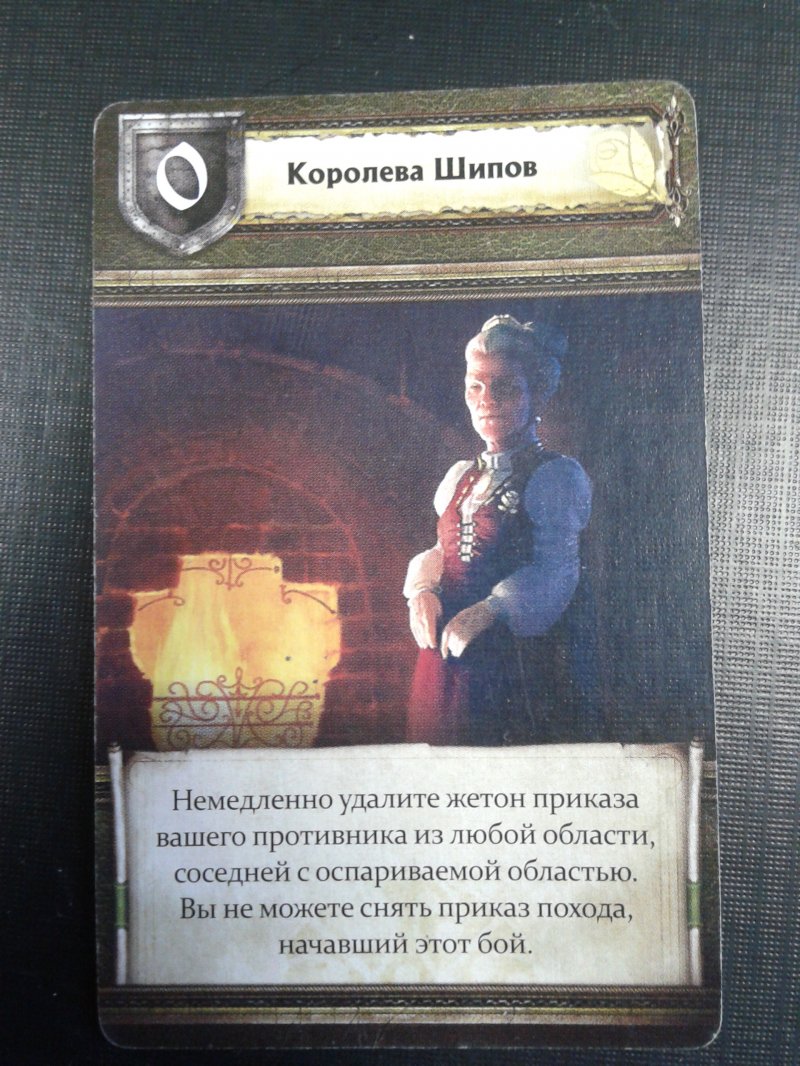 0
Королева Шипов
Немедленно удалите жетон приказа
вашего противника из любой области,
соседней с оспариваемой областью.
Вы не можете снять приказ похода,
начавший этот бой.